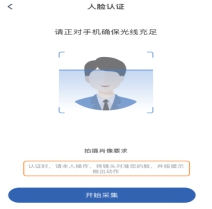 人脸认证
请正对手机确保光线充足
拍摄肖像要求
认证时，请本人操作，将镜头对准您的脸，并按提示
做出动作
开始采集